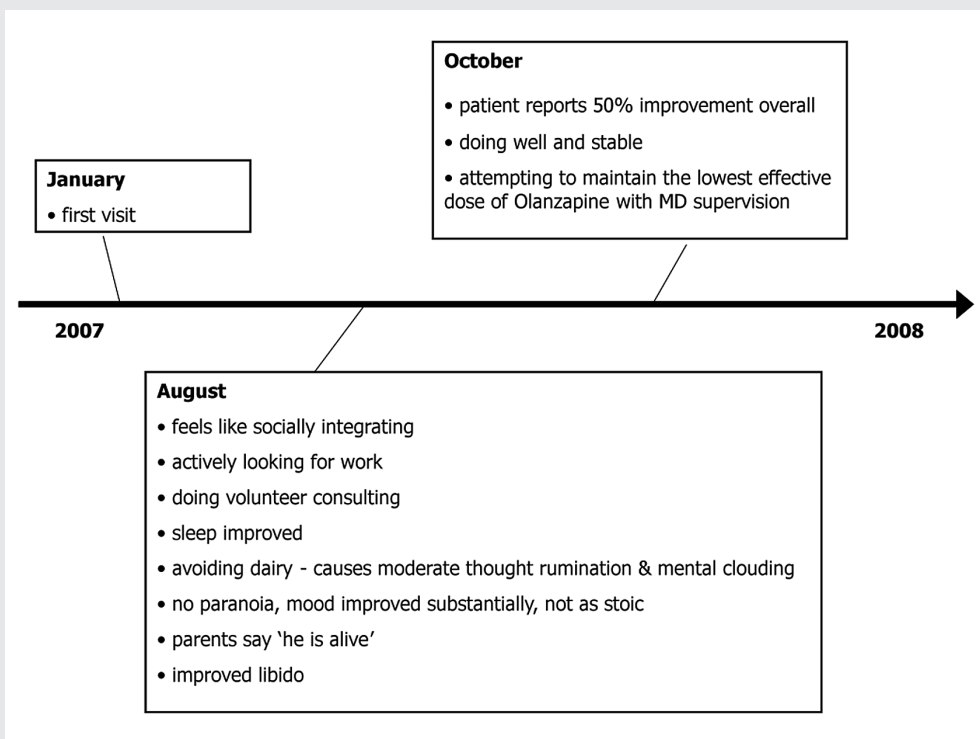 October
• patient reports 50% improvement overall
• doing well and stable
• attempting to maintain the lowest effective
dose of Olanzapine with MD supervision
January
• first visit
2007
2008
August
• feels like socially integrating
• actively looking for work
• doing volunteer consulting
• sleep improved
• avoiding dairy - causes moderate thought rumination & mental clouding
• no paranoia, mood improved substantially, not as stoic
• parents say ‘he is alive’
• improved libido